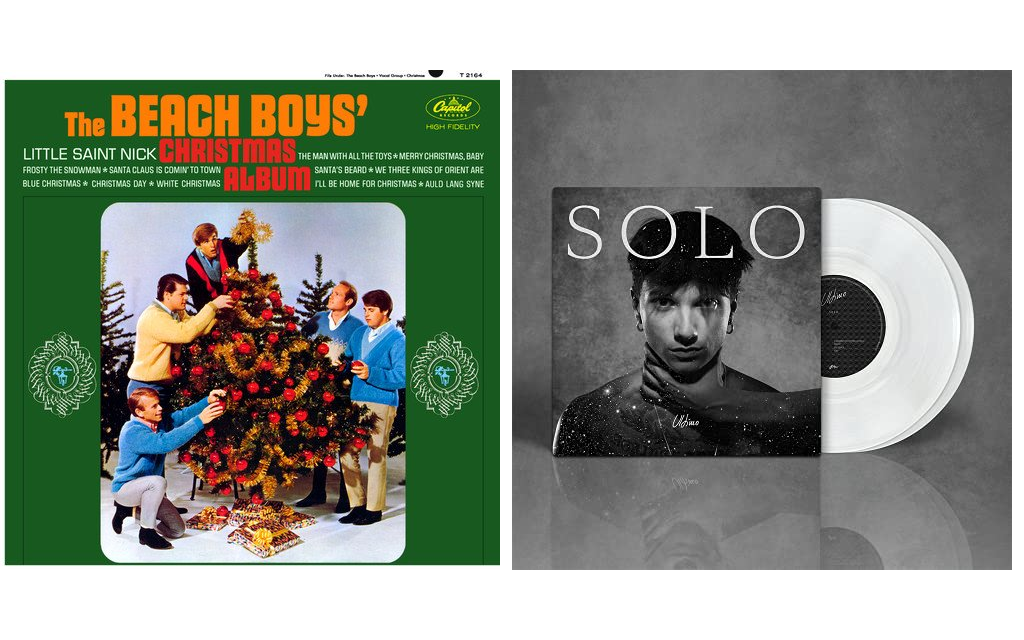 File Under: The Beach Boys • Vocal Group • Christmas T 2164
The BEACH BOYS'
Capitol
RECORDS
HIGH FIDELITY
LITTLE SAINT NICK CHRISTMAS THE MAN WITH ALL THE TOYS * MERRY CHRISTMAS, BABY
FROSTY THE SNOWMAN * SANTA CLAUS IS COMIN' TO TOWN ALBUM SANTA'S BEARD * WE THREE KINGS OF ORIENT ARE
BLUE CHRISTMAS * CHRISTMAS DAY * WHITE CHRISTMAS I'LL BE HOME FOR CHRISTMAS * AULD LANG SYNE
SOLO
Ultimo
Ultimo
SOLO